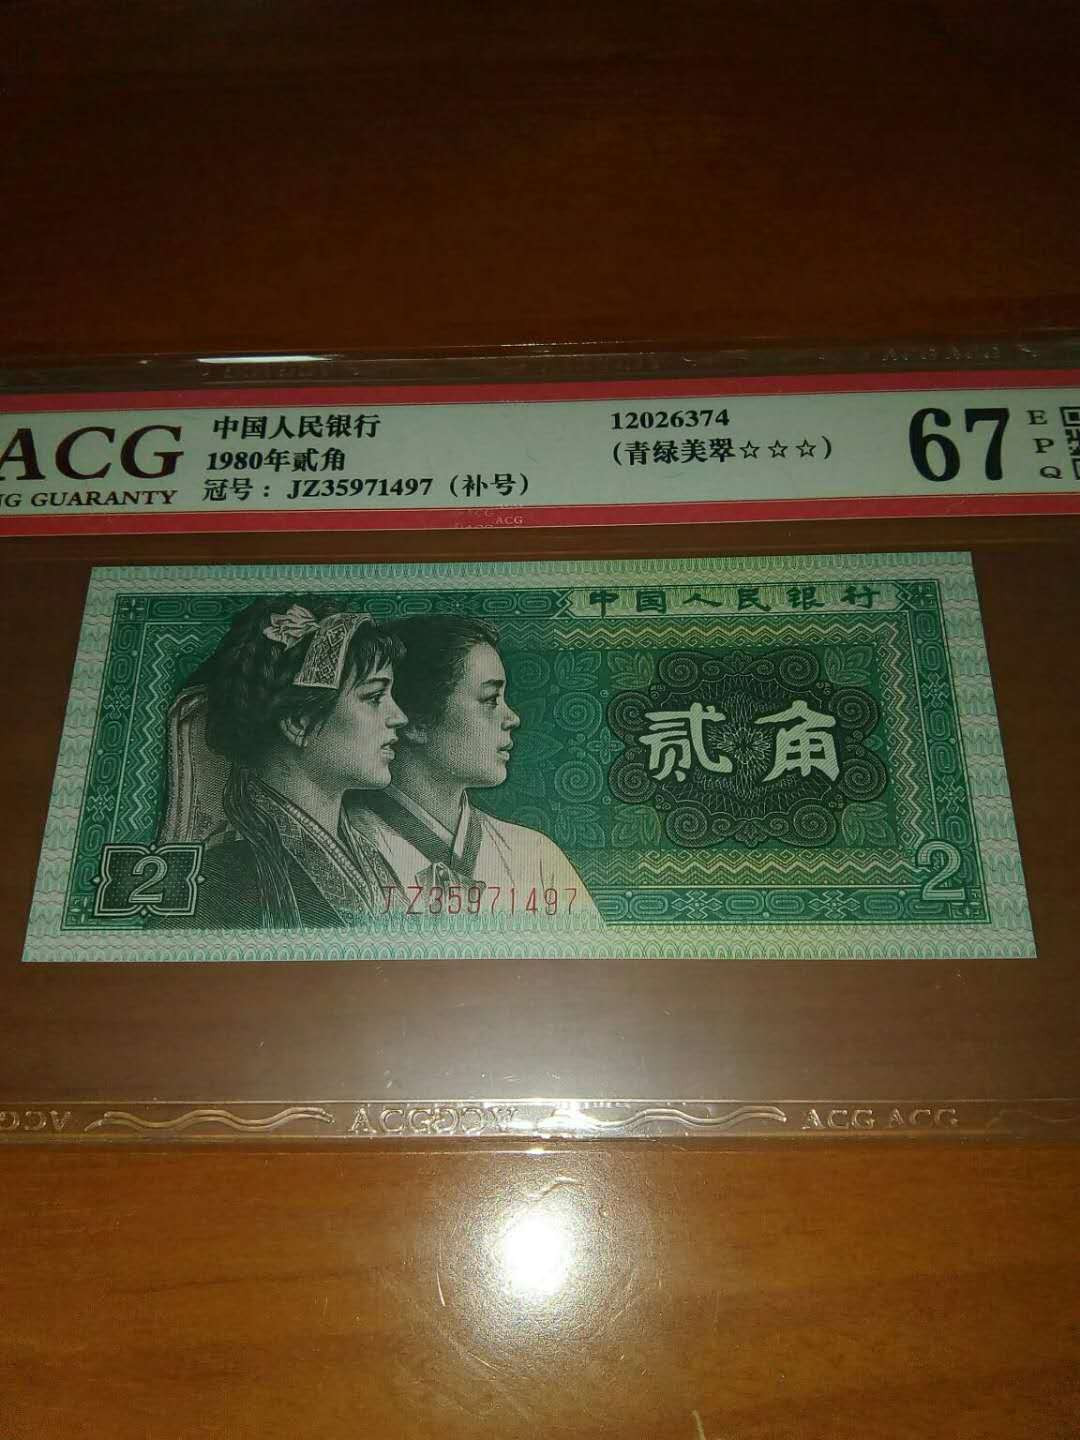 ACG
NG GUARANTY
中国人民银行
1980年贰角
冠号：JZ35971497（补号）
12026374
（青绿美翠☆☆☆）
67
E
P
Q
ACG
中国人民银行
贰角
2
2
JZ35971497
ACG ACG